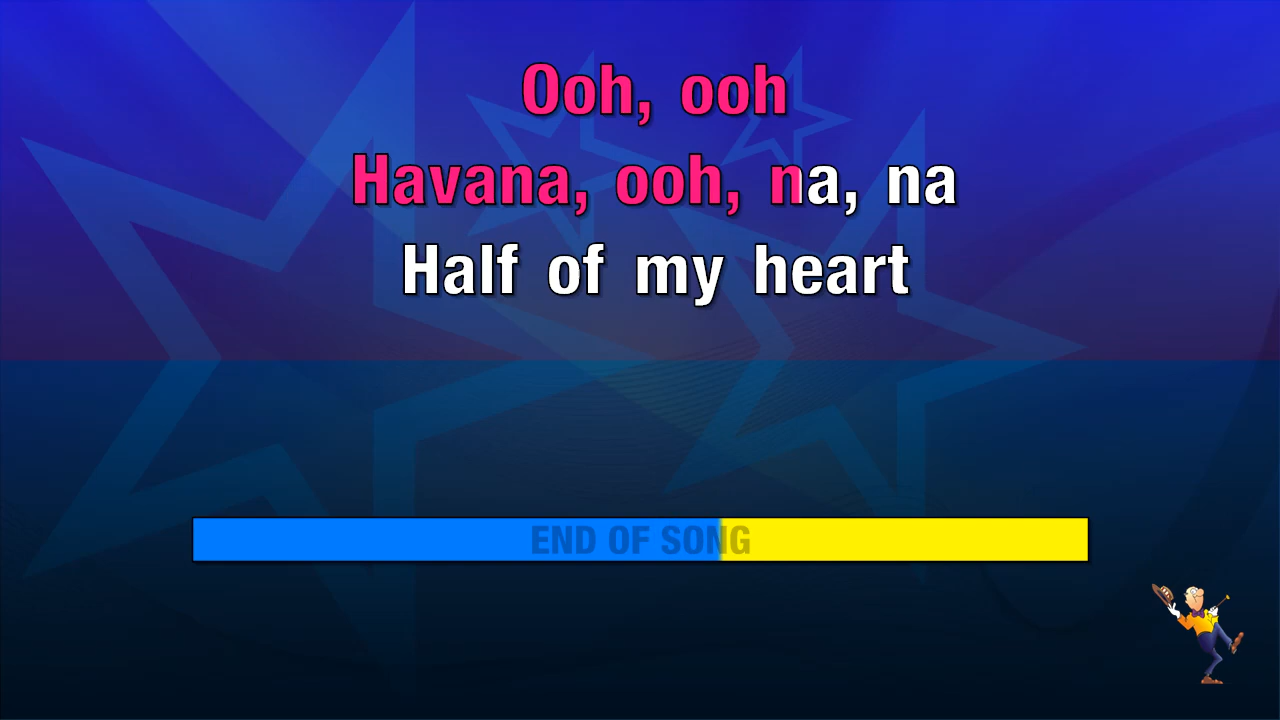 Ooh, ooh
Havana, ooh, na, na
Half of my heart
END OF SONG